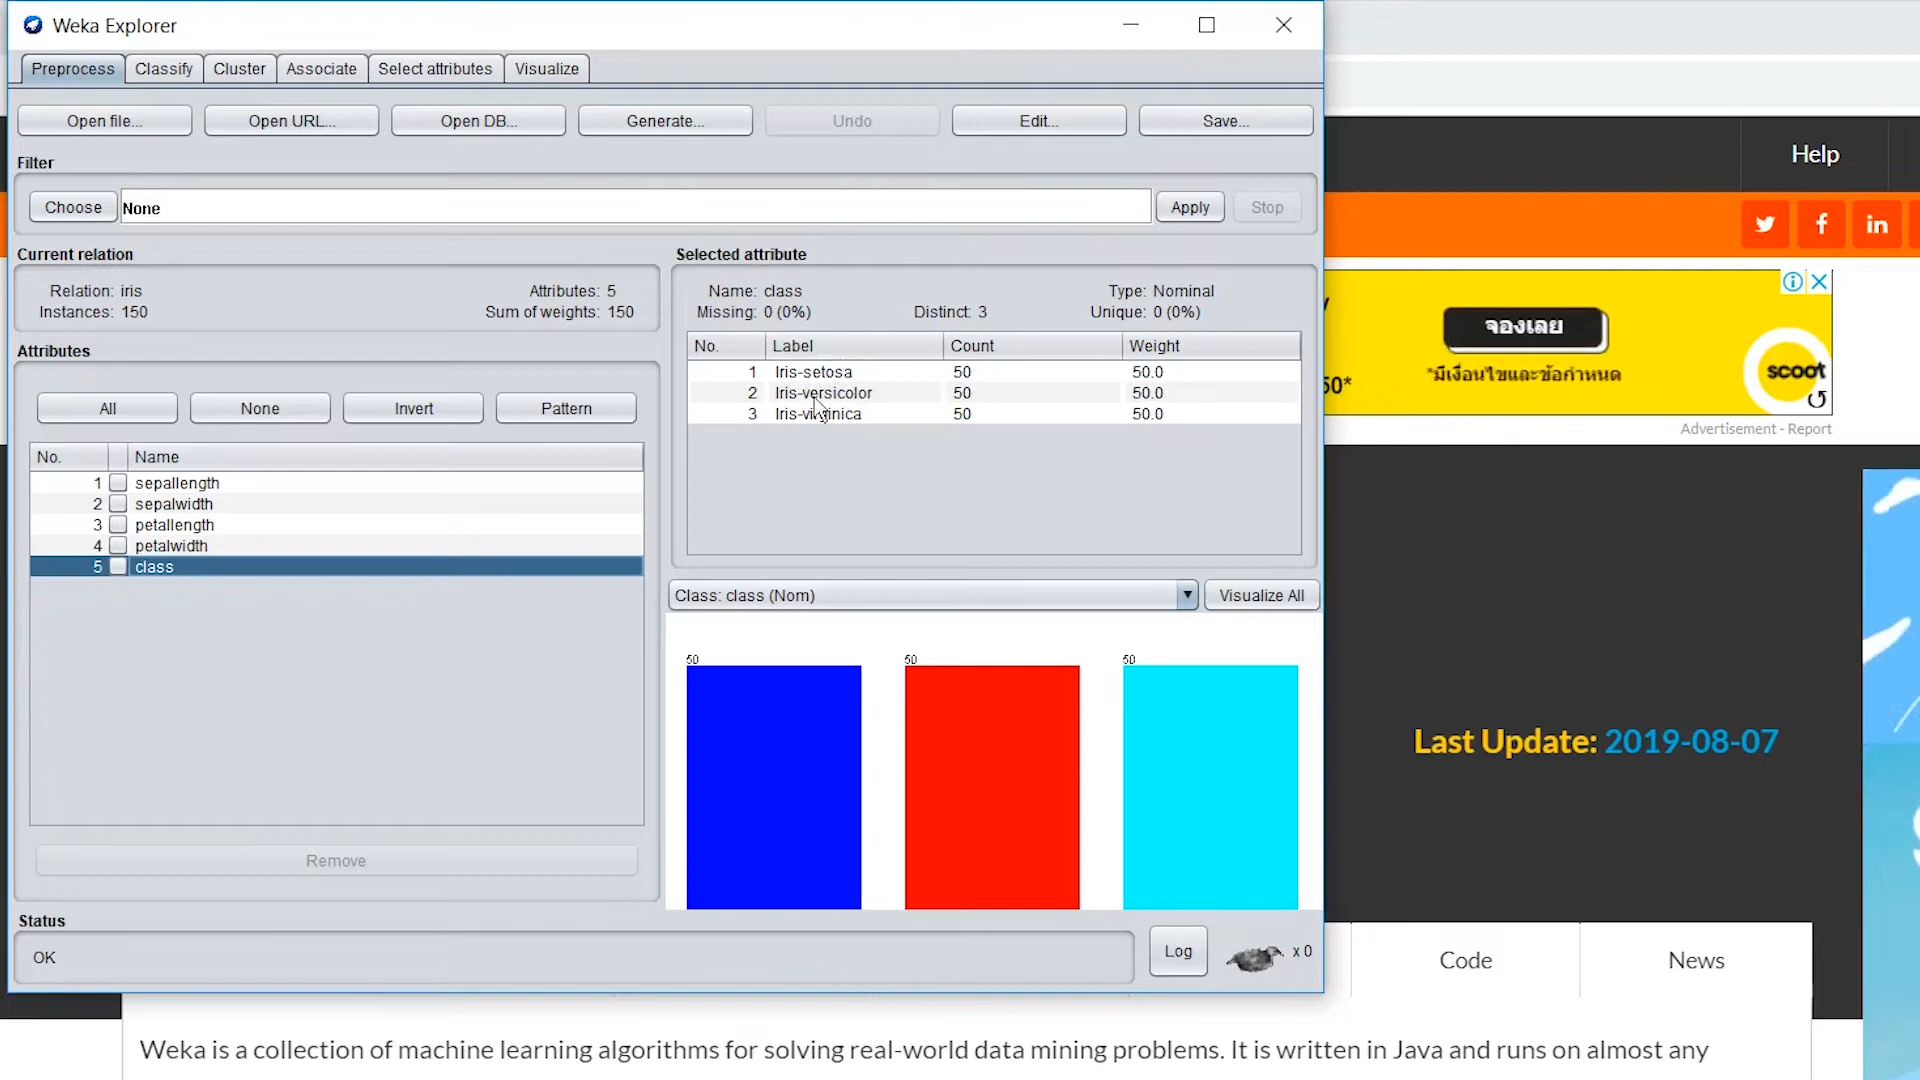 Weka Explorer
Preprocess Classify Cluster Associate Select attributes Visualize
Open file... Open URL... Open DB... Generate... Undo Edit... Save...
Filter
Choose None Apply Stop
Current relation
Relation: iris Attributes: 5
Instances: 150 Sum of weights: 150
Attributes
All None Invert Pattern
No. Name
1 sepallength
2 sepalwidth
3 petallength
4 petalwidth
5 class
Remove
Selected attribute
Name: class Type: Nominal
Missing: 0 (0%) Distinct: 3 Unique: 0 (0%)
No. Label Count Weight
1 Iris-setosa 50 50.0
2 Iris-versicolor 50 50.0
3 Iris-virginica 50 50.0
Class: class (Nom) Visualize All
50 50 50
Status
OK
Log x 0
Help
f in
จองเลย
50*
*มีเงื่อนไขและข้อกำหนด
scoot
Advertisement - Report
Last Update: 2019-08-07
Code News
Weka is a collection of machine learning algorithms for solving real-world data mining problems. It is written in Java and runs on almost any